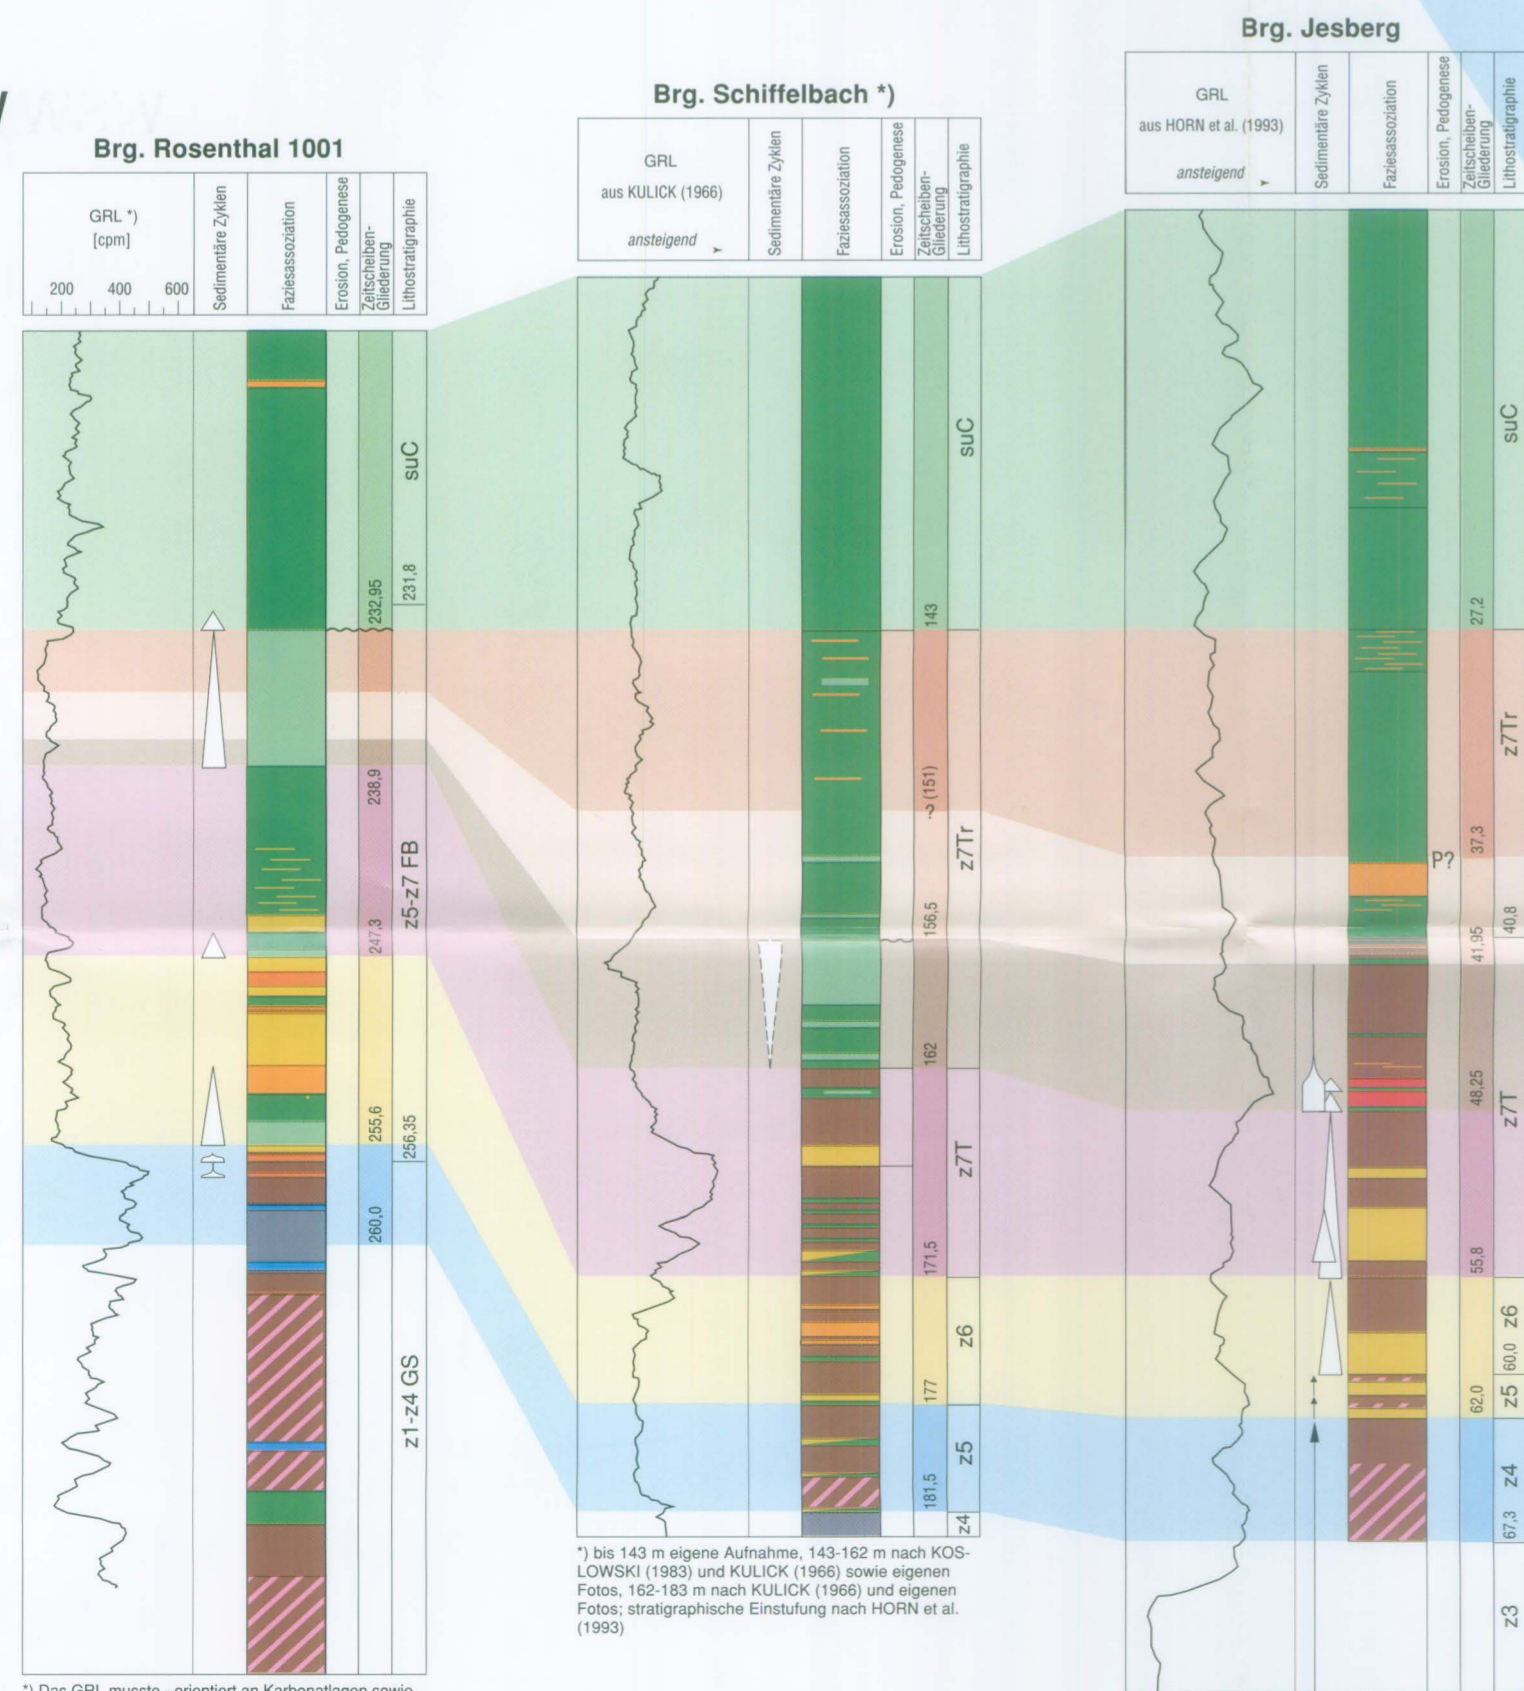 Brg. Rosenthal 1001
GRL *)
[cpm]
200 400 600
Sedimentäre Zyklen
Faziesassoziation
Erosion, Pedogenese
Zeitscheiben-
Gliederung
Lithostratigraphie
suC
232,95
231,8
238,9
z5-z7 FB
247,3
255,6
256,35
260,0
z1-z4 GS
*) Das GRL musste - orientiert an Karbonatlagen sowie
Brg. Schiffelbach *)
GRL
aus KULICK (1966)
ansteigend
Sedimentäre Zyklen
Faziesassoziation
Erosion, Pedogenese
Zeitscheiben-
Gliederung
Lithostratigraphie
suC
143
? (151)
z7Tr
156,5
162
z7T
171,5
z6
177
z5
181,5
z4
*) bis 143 m eigene Aufnahme, 143-162 m nach KOS-
LOWSKI (1983) und KULICK (1966) sowie eigenen
Fotos, 162-183 m nach KULICK (1966) und eigenen
Fotos; stratigraphische Einstufung nach HORN et al.
(1993)
Brg. Jesberg
GRL
aus HORN et al. (1993)
ansteigend
Sedimentäre Zyklen
Faziesassoziation
Erosion, Pedogenese
Zeitscheiben-
Gliederung
Lithostratigraphie
suC
27,2
z7Tr
37,3
P?
40,8
41,95
48,25
z7T
55,8
z6
60,0
62,0
z5
z4
67,3
z3